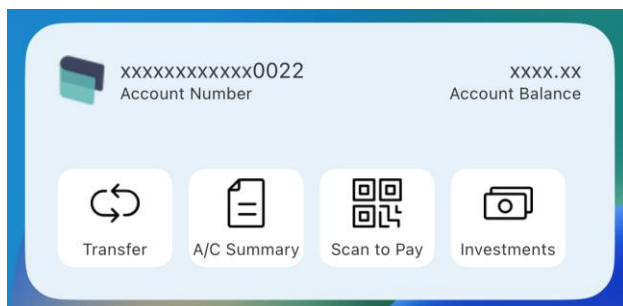 xxxxxxxxxxxx0022 xxxx.xx
Account Number Account Balance
Transfer A/C Summary Scan to Pay Investments